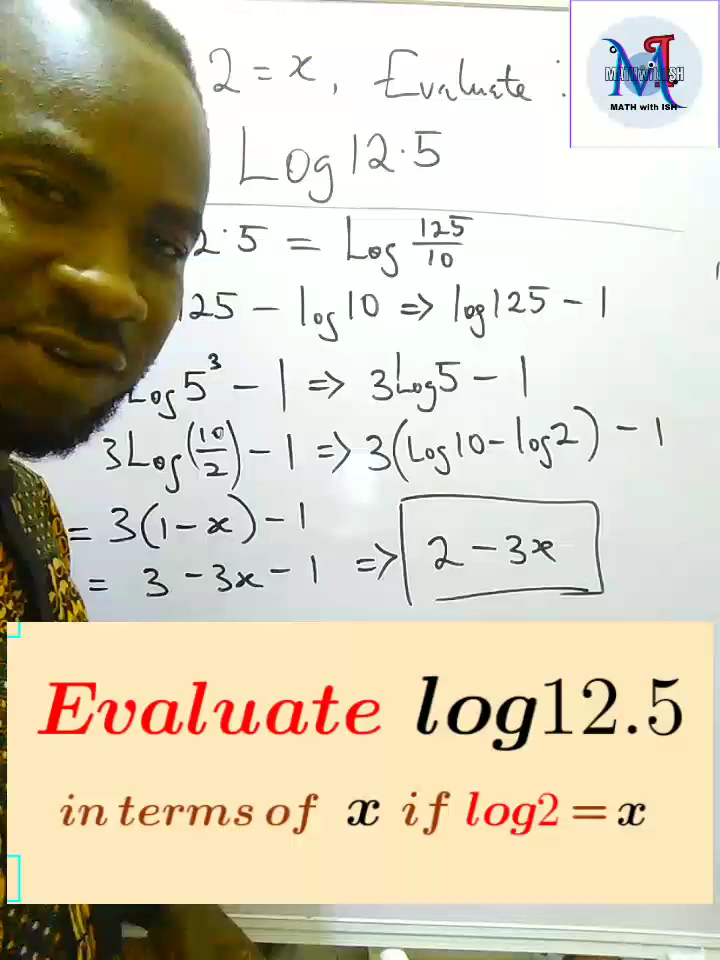 2 = x, Evaluate :
MATHWITHISH
MATH with ISH
Log 12.5
2.5 = Log 125/10
125 - log 10 => log 125 - 1
Log 5³ - 1 => 3Log 5 - 1
3Log(10/2) - 1 => 3(Log 10 - log 2) - 1
= 3(1 - x) - 1
= 3 - 3x - 1 => 2 - 3x
Evaluate log12.5
in terms of x if log2 = x